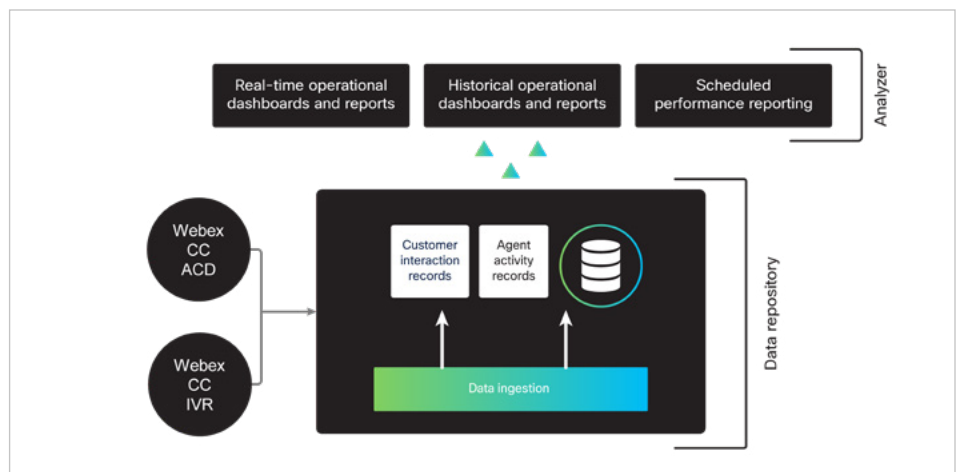 Real-time operational
dashboards and reports
Historical operational
dashboards and reports
Scheduled
performance reporting
Analyzer
Webex
CC
ACD
Webex
CC
IVR
Customer
interaction
records
Agent
activity
records
Data ingestion
Data repository